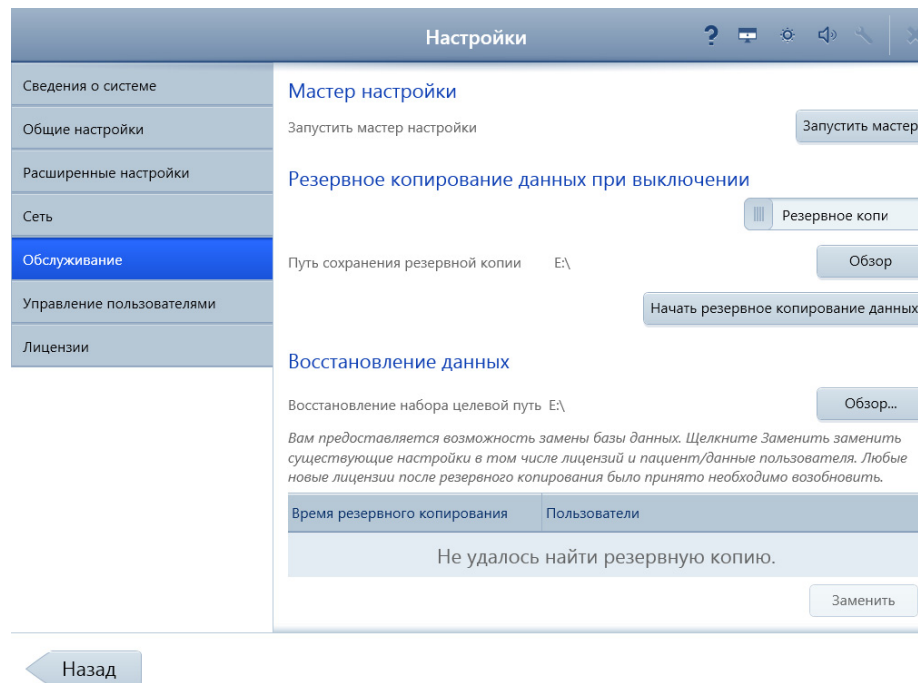 Настройки
?
Сведения о системе
Общие настройки
Расширенные настройки
Сеть
Обслуживание
Управление пользователями
Лицензии
Мастер настройки
Запустить мастер настройки
Запустить мастер
Резервное копирование данных при выключении
Резервное копи
Путь сохранения резервной копии E:\
Обзор
Начать резервное копирование данных
Восстановление данных
Восстановление набора целевой путь E:\
Обзор...
Вам предоставляется возможность замены базы данных. Щелкните Заменить заменить
существующие настройки в том числе лицензий и пациент/данные пользователя. Любые
новые лицензии после резервного копирования было принято необходимо возобновить.
Время резервного копирования Пользователи
Не удалось найти резервную копию.
Заменить
Назад